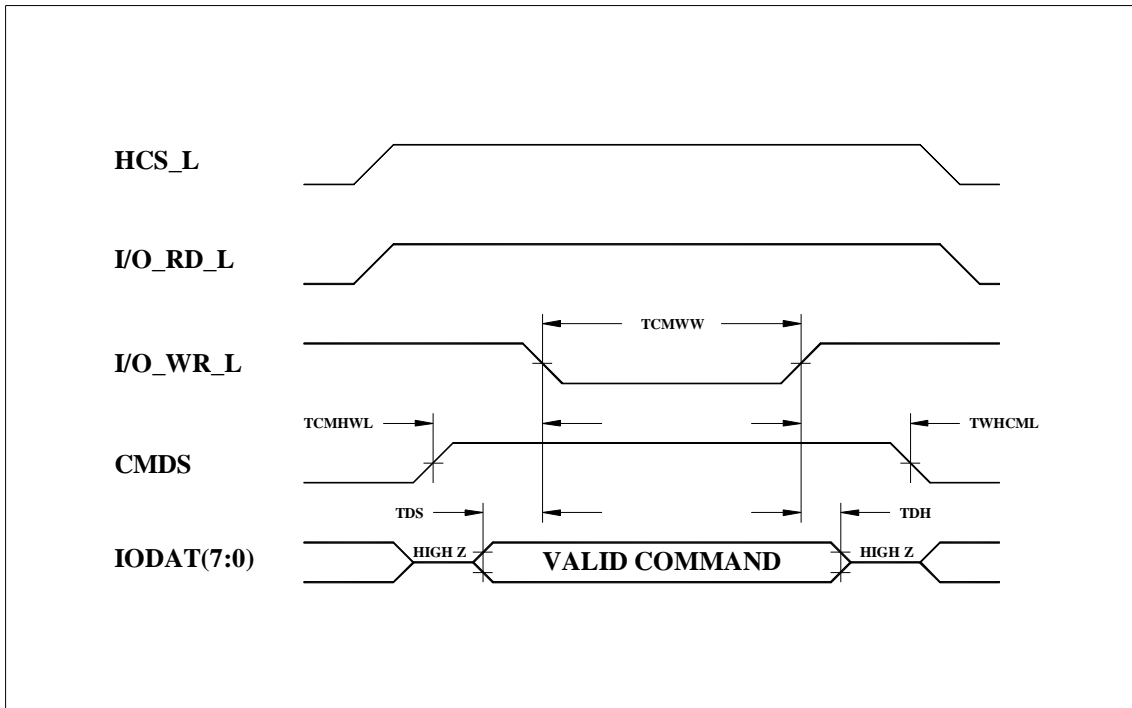 HCS_L
I/O_RD_L
TCMWW
I/O_WR_L
TCMHWL
TWHCML
CMDS
TDS
TDH
IODAT(7:0)
HIGH Z
VALID COMMAND
HIGH Z